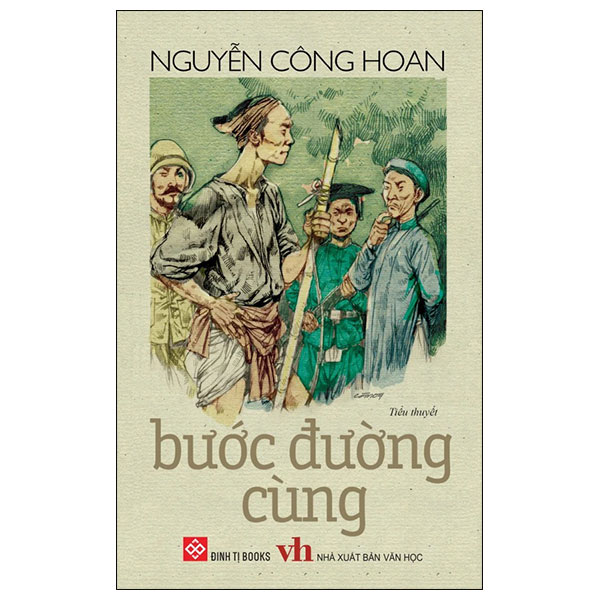 NGUYỄN CÔNG HOAN
Tiểu thuyết
bước đường
cùng
ĐINH TỊ BOOKS vh NHÀ XUẤT BẢN VĂN HỌC